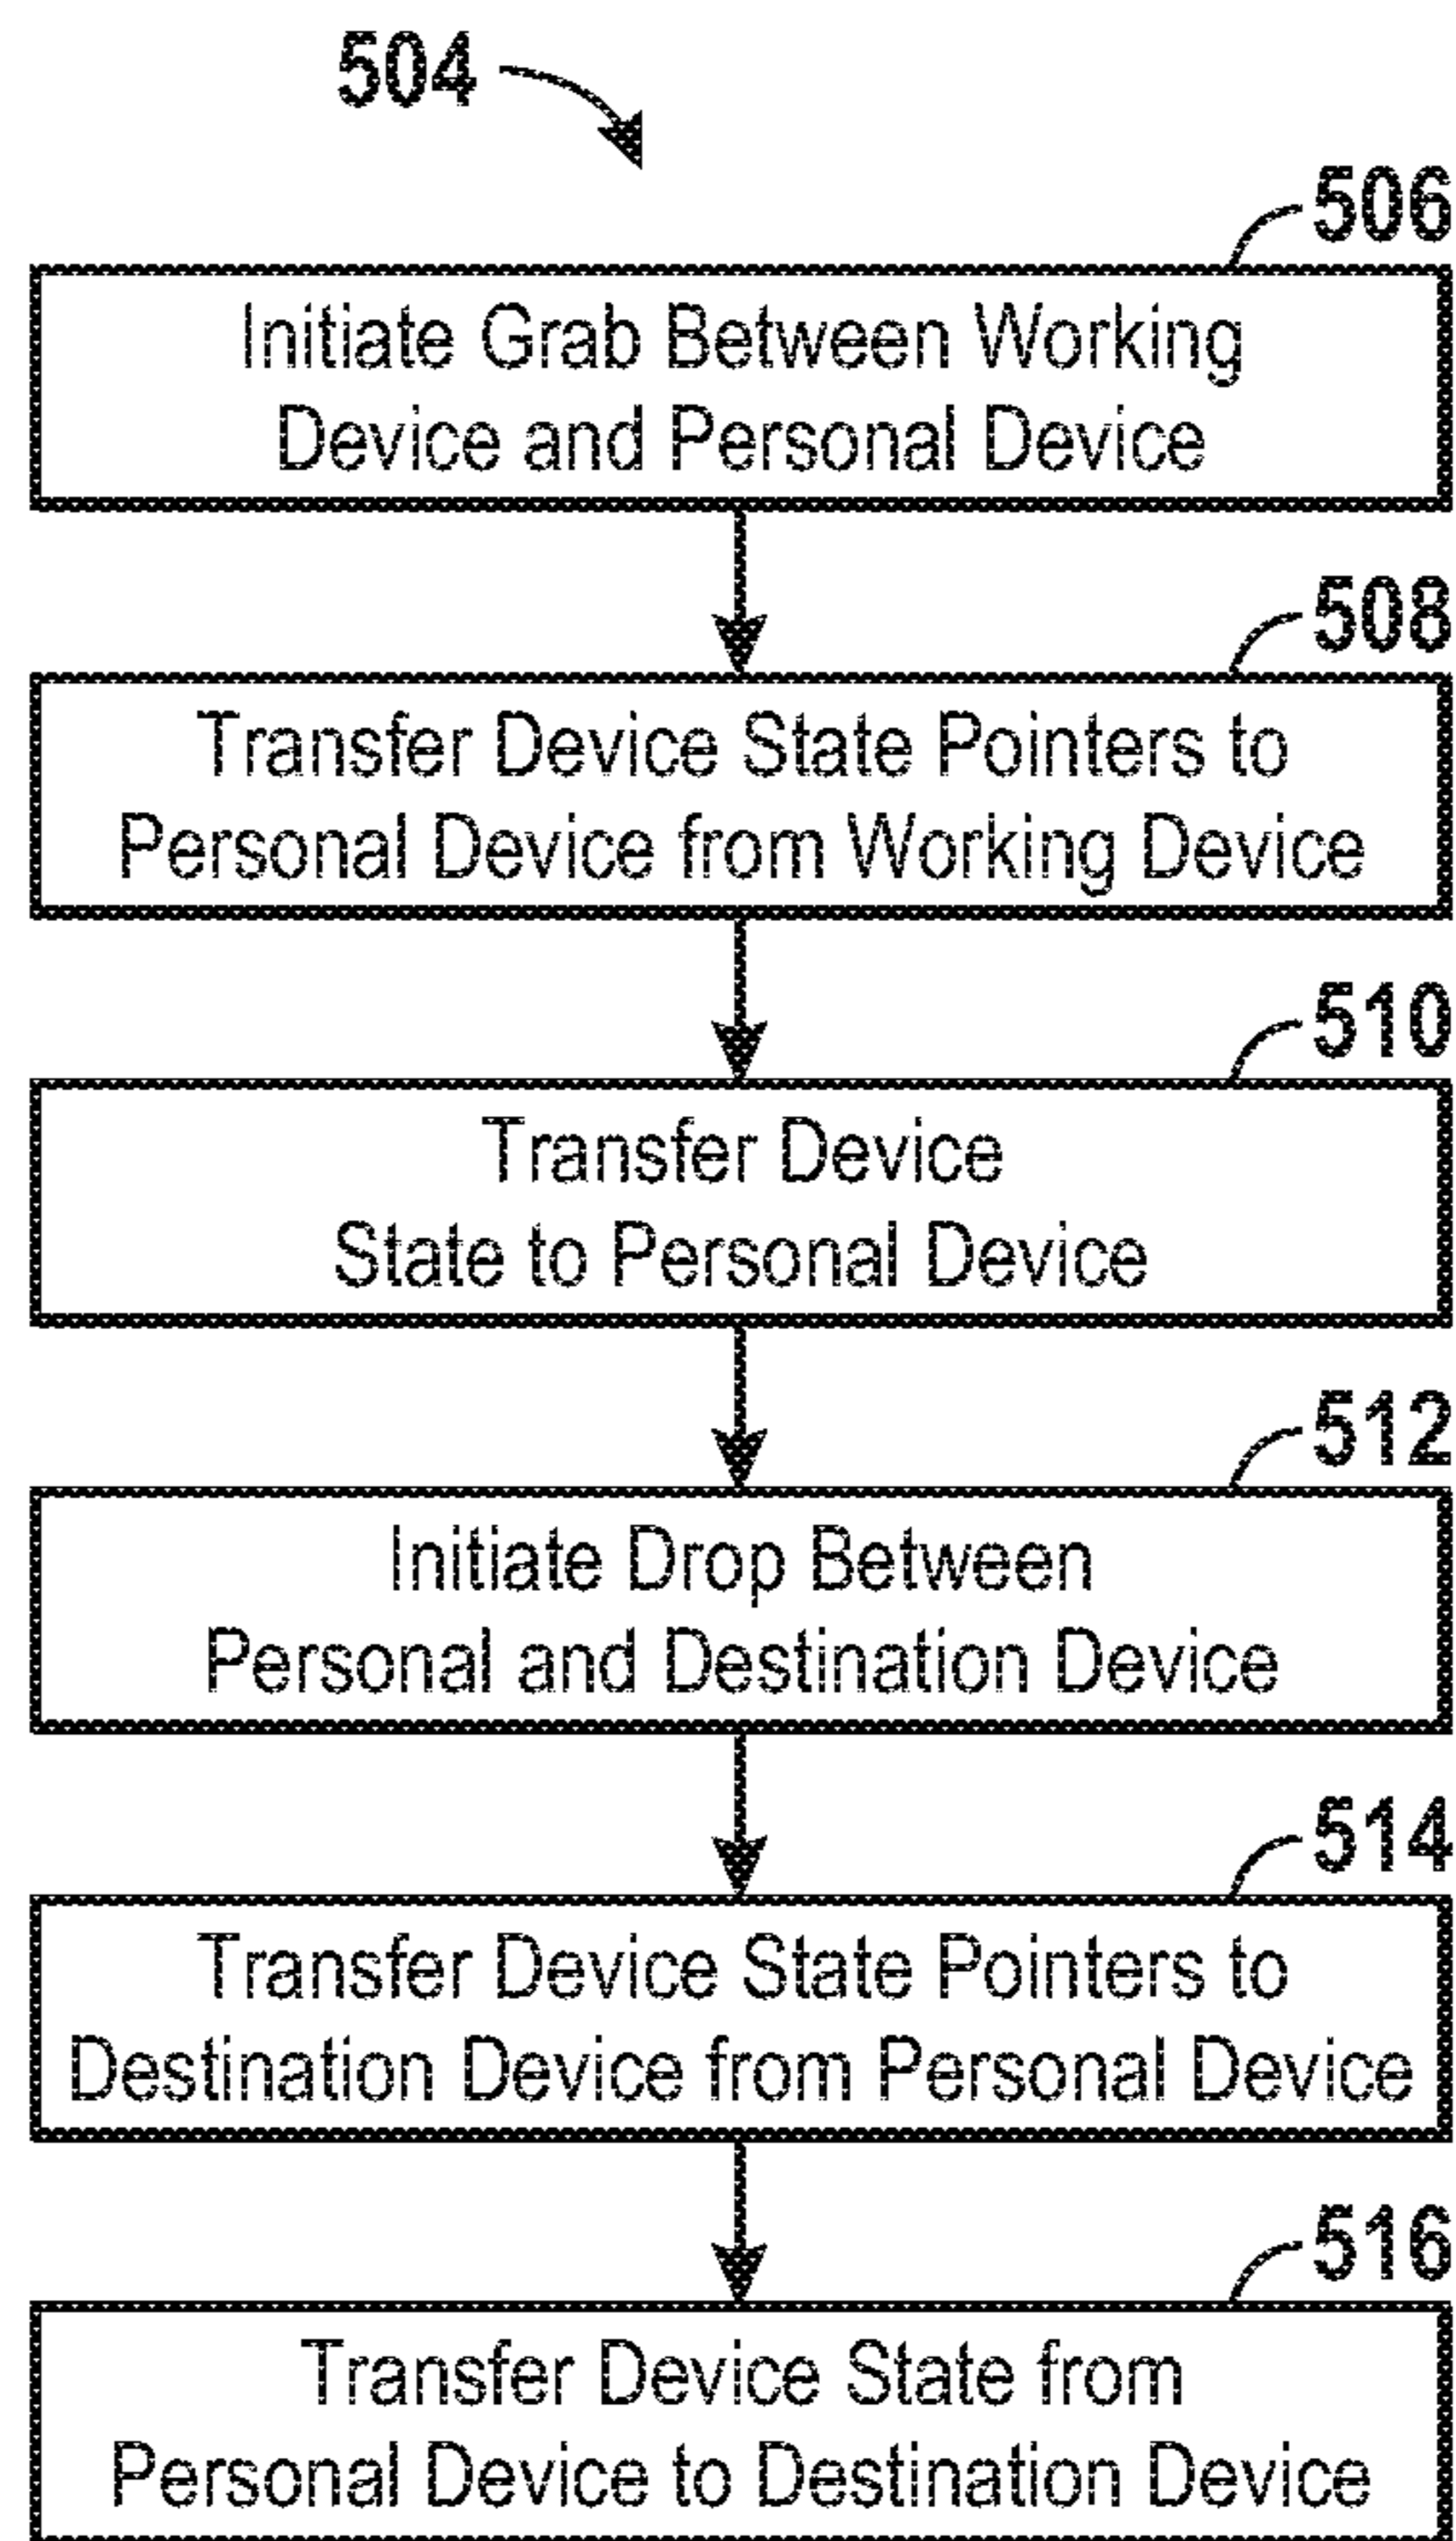 504
506
Initiate Grab Between Working
Device and Personal Device
508
Transfer Device State Pointers to
Personal Device from Working Device
510
Transfer Device
State to Personal Device
512
Initiate Drop Between
Personal and Destination Device
514
Transfer Device State Pointers to
Destination Device from Personal Device
516
Transfer Device State from
Personal Device to Destination Device